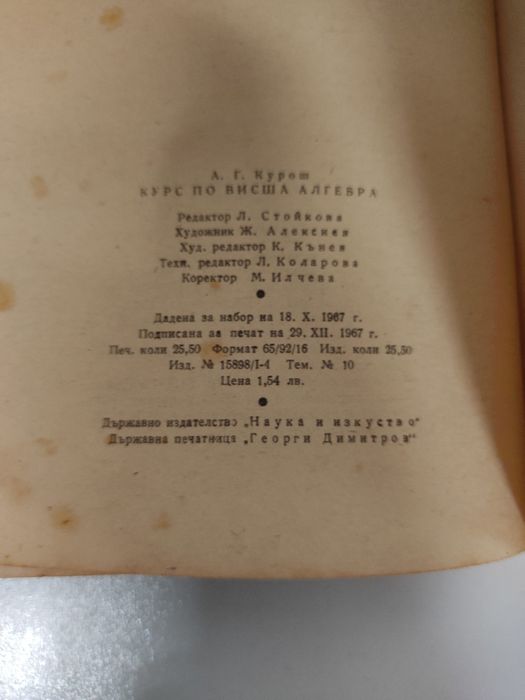 А. Г. Курош
КУРС ПО ВИСША АЛГЕБРА
Редактор Л. Стойкова
Художник Ж. Алексиев
Худ. редактор К. Кънев
Техн. редактор Л. Коларова
Коректор М. Илчева
Дадена за набор на 18. X. 1967 г.
Подписана за печат на 29. XII. 1967 г.
Печ. коли 25,50 Формат 65/92/16 Изд. коли 25,50
Изд. № 15898/I-4 Тем. № 10
Цена 1,54 лв.
Държавно издателство „Наука и изкуство“
Държавна печатница „Георги Димитров“